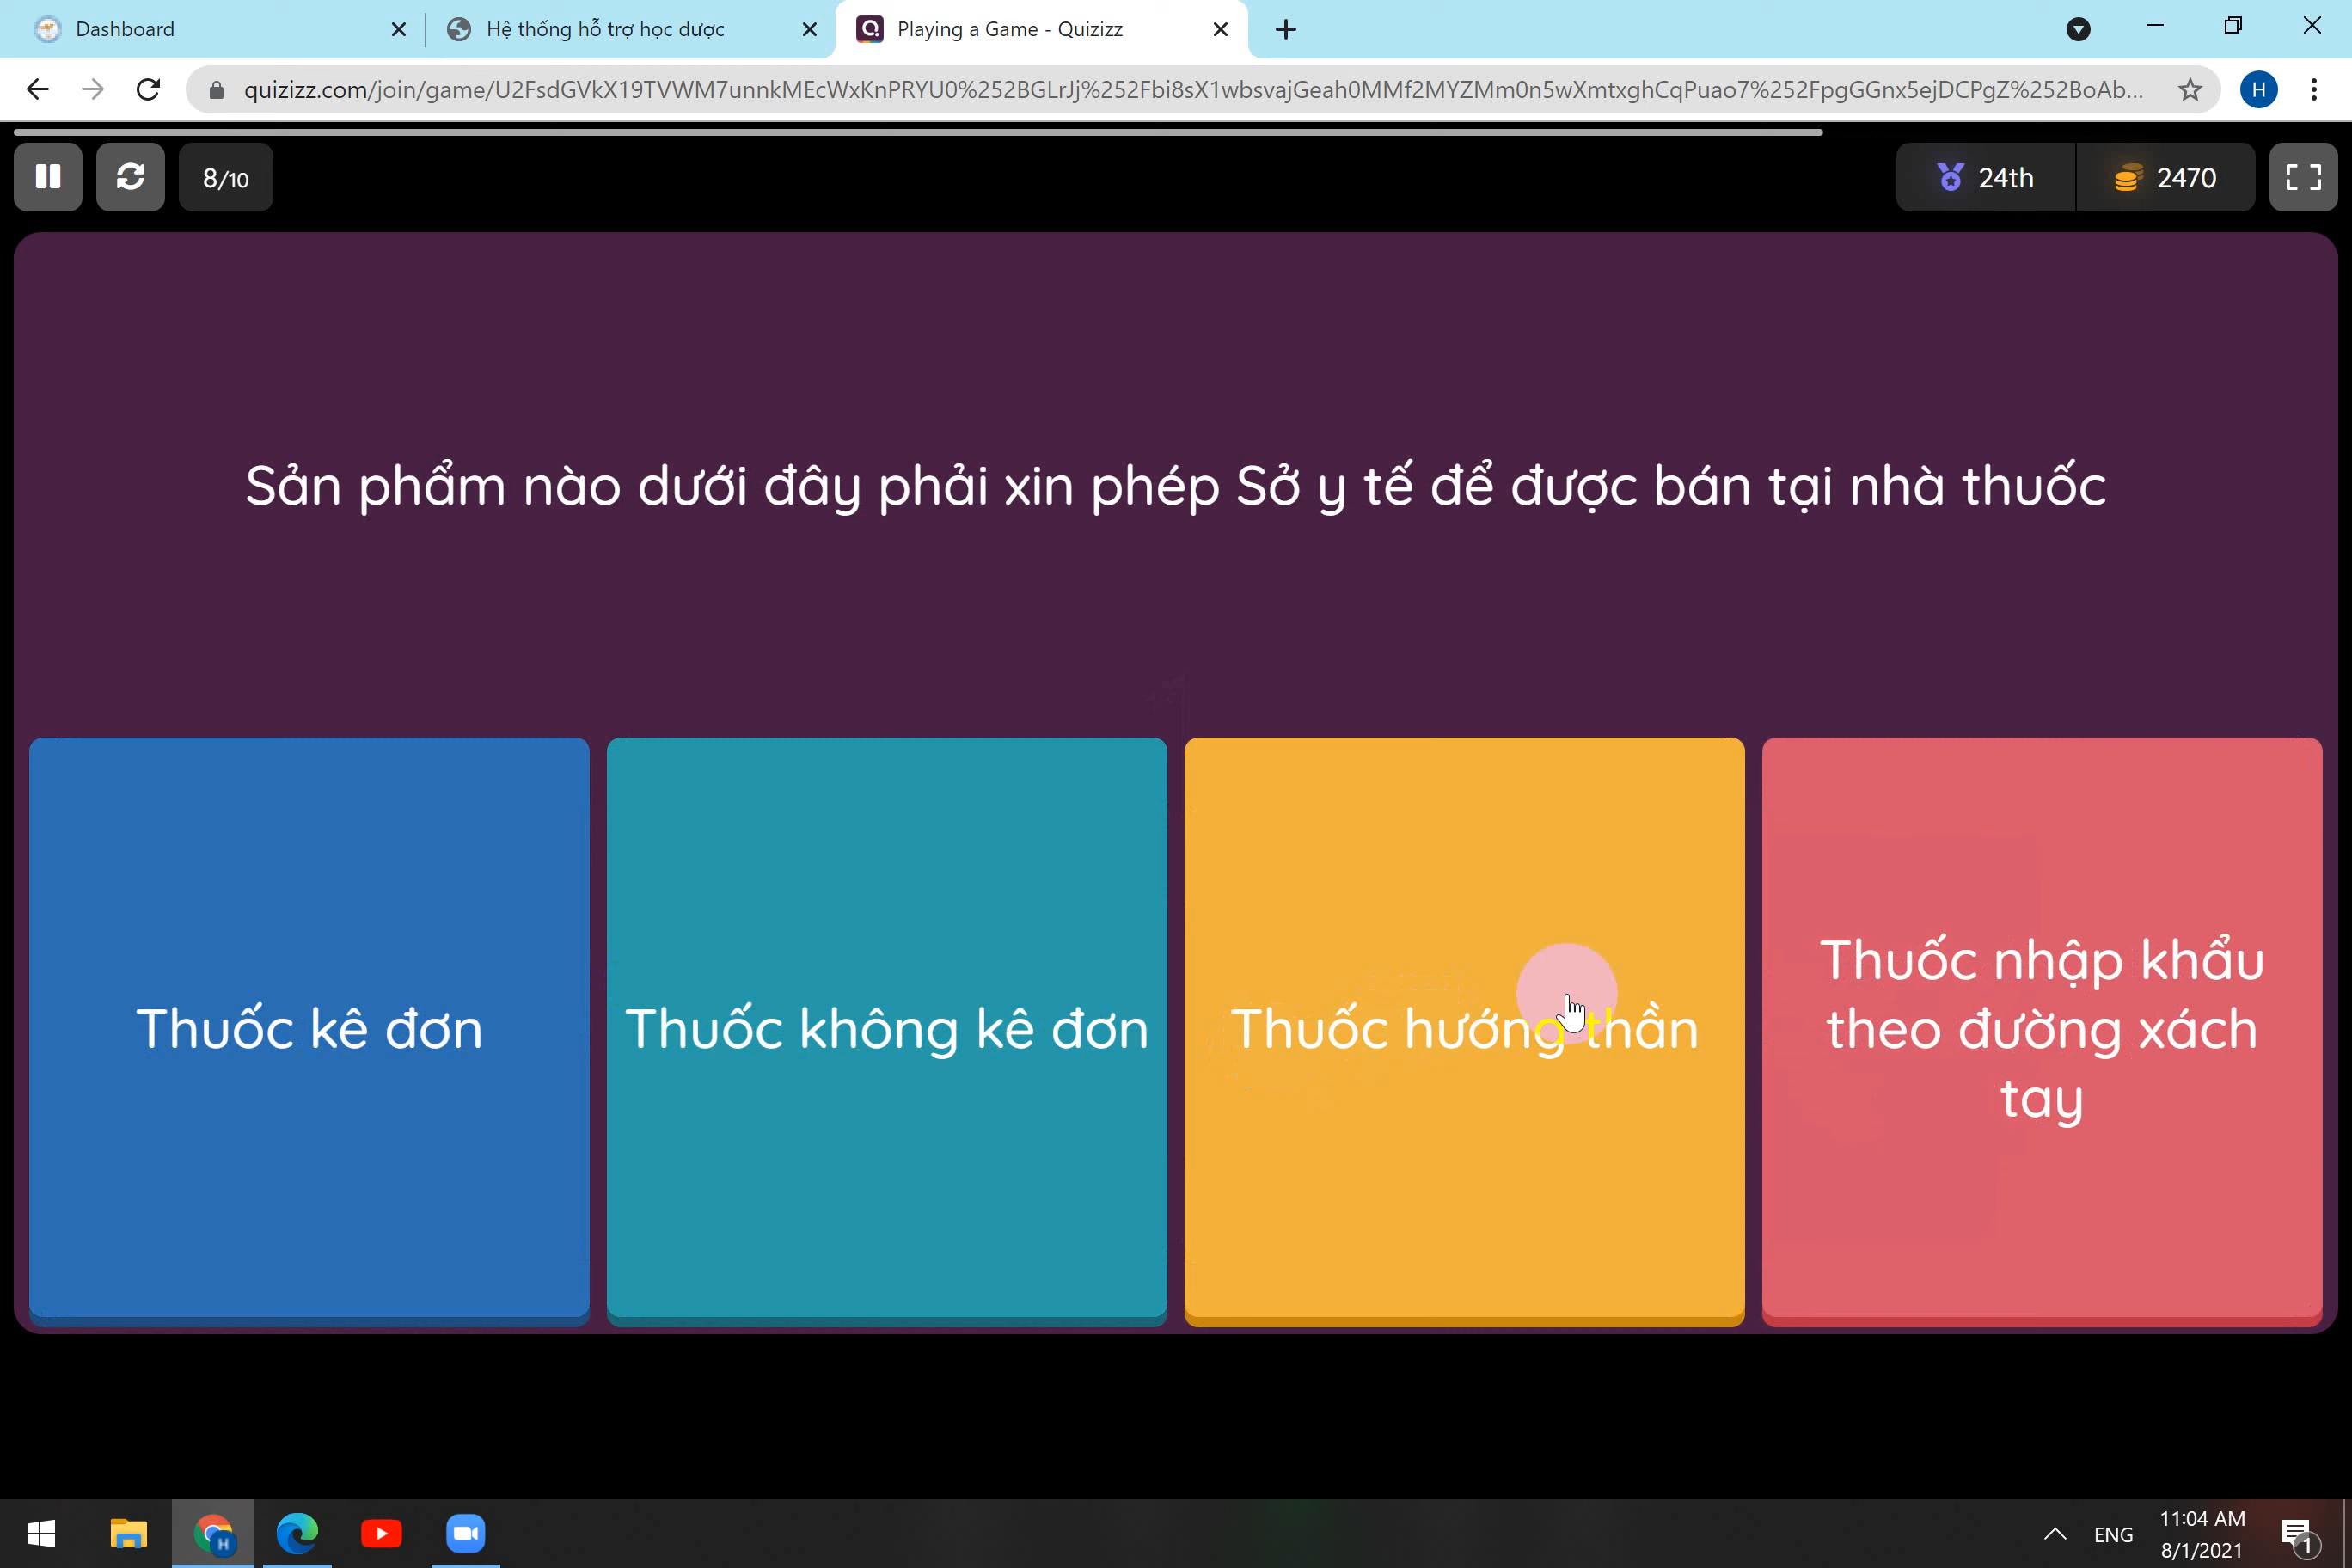 Dashboard
Hệ thống hỗ trợ học dược
Playing a Game - Quizizz
quizizz.com/join/game/U2FsdGVkX19TVWM7unnkMEcWxKnPRYU0%252BGLrJj%252Fbi8sX1wbsvajGeah0MMf2MYZMm0n5wXmtxghCqPuao7%252FpgGGnx5ejDCPgZ%252BoAb...
H
8/10
24th
2470
Sản phẩm nào dưới đây phải xin phép Sở y tế để được bán tại nhà thuốc
Thuốc kê đơn
Thuốc không kê đơn
Thuốc hướng thần
Thuốc nhập khẩu
theo đường xách
tay
H
ENG
11:04 AM
8/1/2021
1